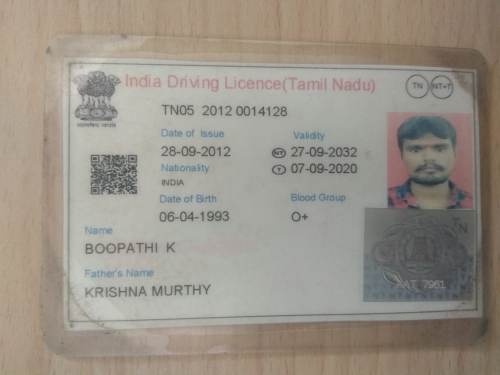 India Driving Licence(Tamil Nadu)
TN NT+T
TN05 2012 0014128
Date of Issue Validity
28-09-2012 NT 27-09-2032
Nationality T 07-09-2020
INDIA
Date of Birth Blood Group
06-04-1993 O+
Name
BOOPATHI K
Father's Name
KRISHNA MURTHY
AAT 7951